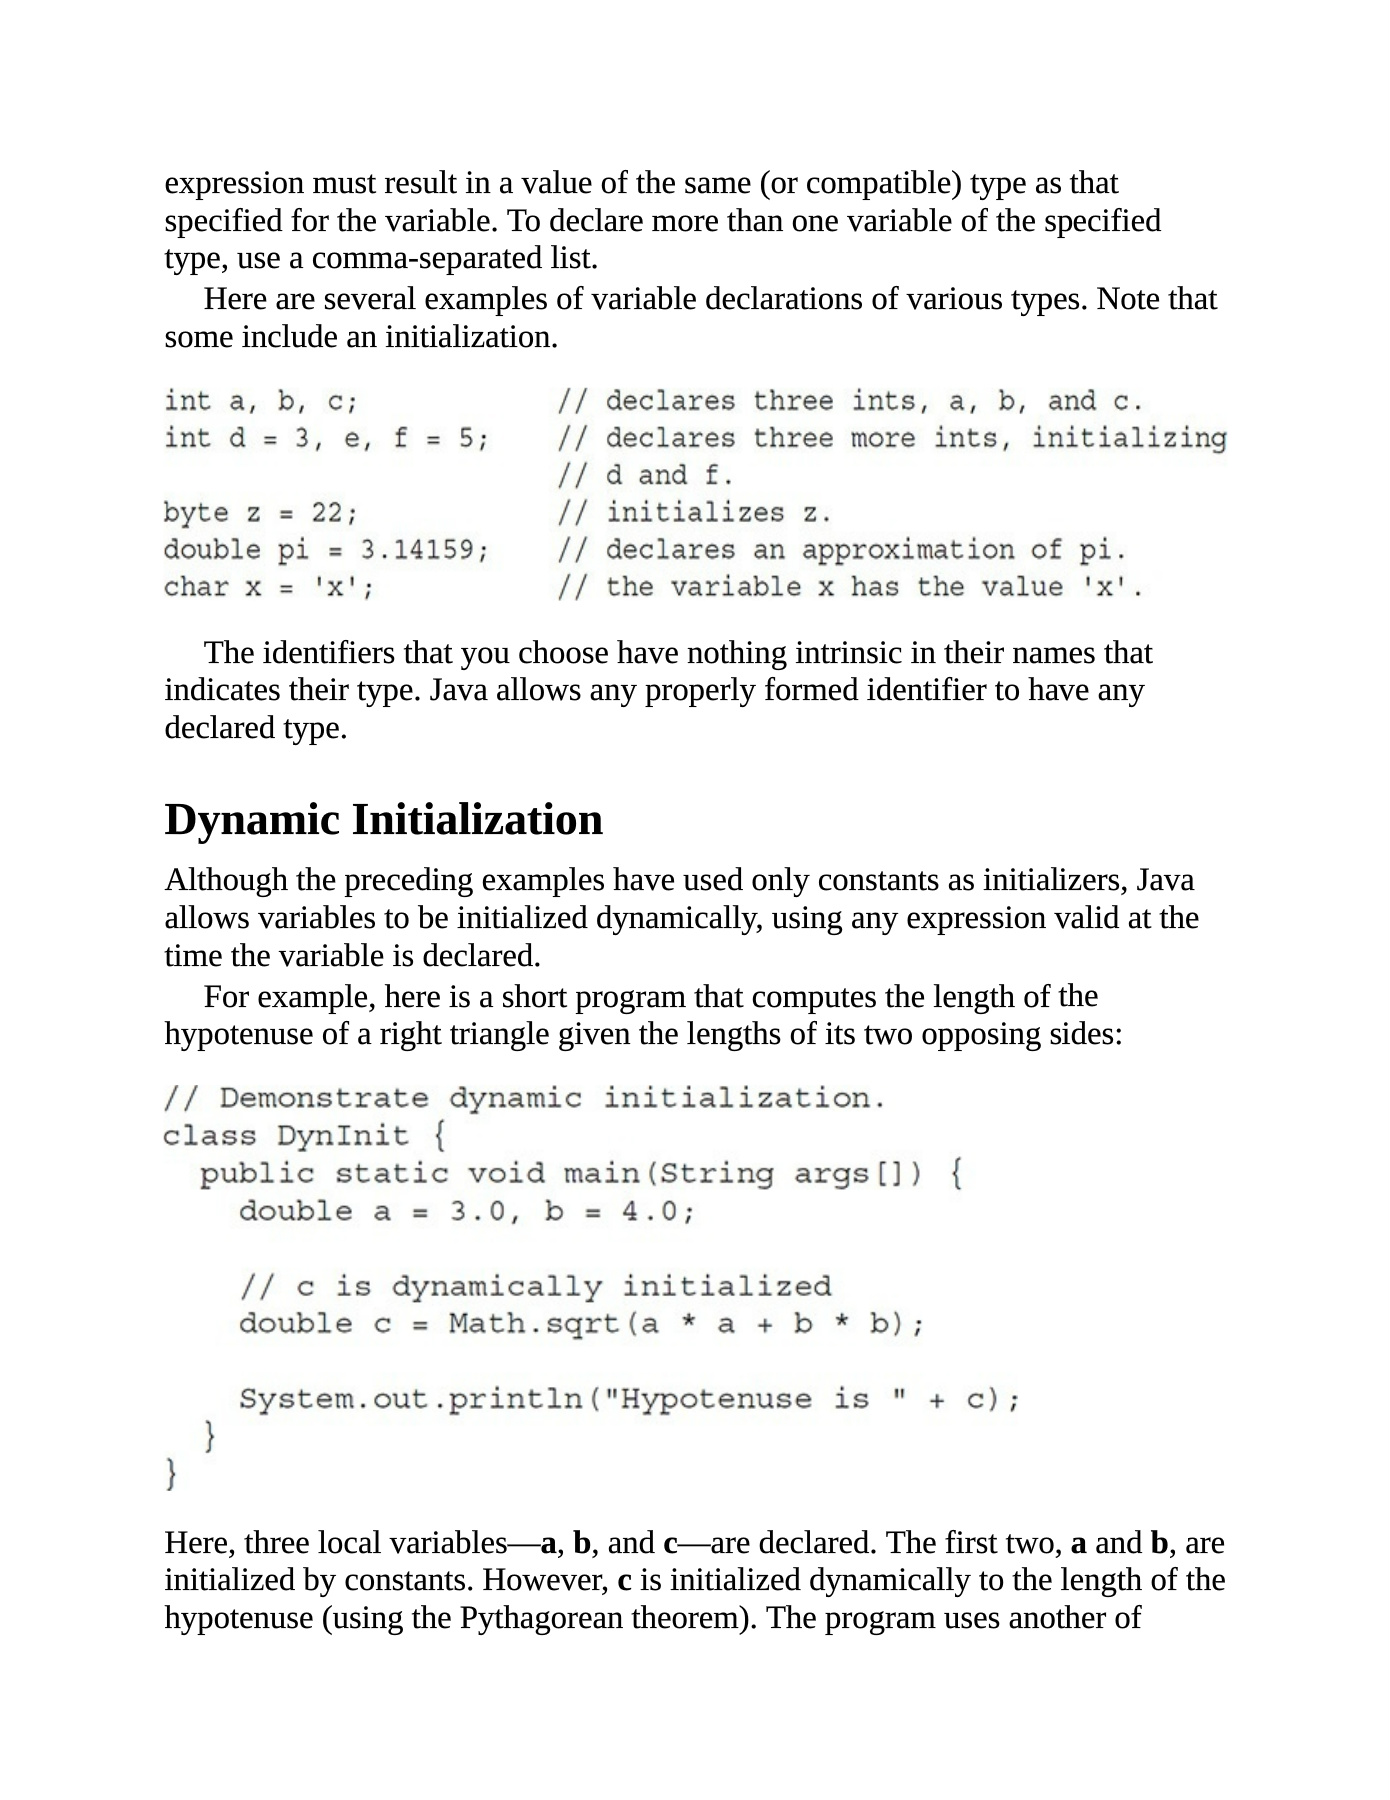 expression must result in a value of the same (or compatible) type as that
specified for the variable. To declare more than one variable of the specified
type, use a comma-separated list.
Here are several examples of variable declarations of various types. Note that
some include an initialization.
int a, b, c;            // declares three ints, a, b, and c.
int d = 3, e, f = 5;    // declares three more ints, initializing
                        // d and f.
byte z = 22;            // initializes z.
double pi = 3.14159;    // declares an approximation of pi.
char x = 'x';           // the variable x has the value 'x'.
The identifiers that you choose have nothing intrinsic in their names that
indicates their type. Java allows any properly formed identifier to have any
declared type.
Dynamic Initialization
Although the preceding examples have used only constants as initializers, Java
allows variables to be initialized dynamically, using any expression valid at the
time the variable is declared.
For example, here is a short program that computes the length of the
hypotenuse of a right triangle given the lengths of its two opposing sides:
// Demonstrate dynamic initialization.
class DynInit {
  public static void main(String args[]) {
    double a = 3.0, b = 4.0;
    // c is dynamically initialized
    double c = Math.sqrt(a * a + b * b);
    System.out.println("Hypotenuse is " + c);
  }
}
Here, three local variables—a, b, and c—are declared. The first two, a and b, are
initialized by constants. However, c is initialized dynamically to the length of the
hypotenuse (using the Pythagorean theorem). The program uses another of